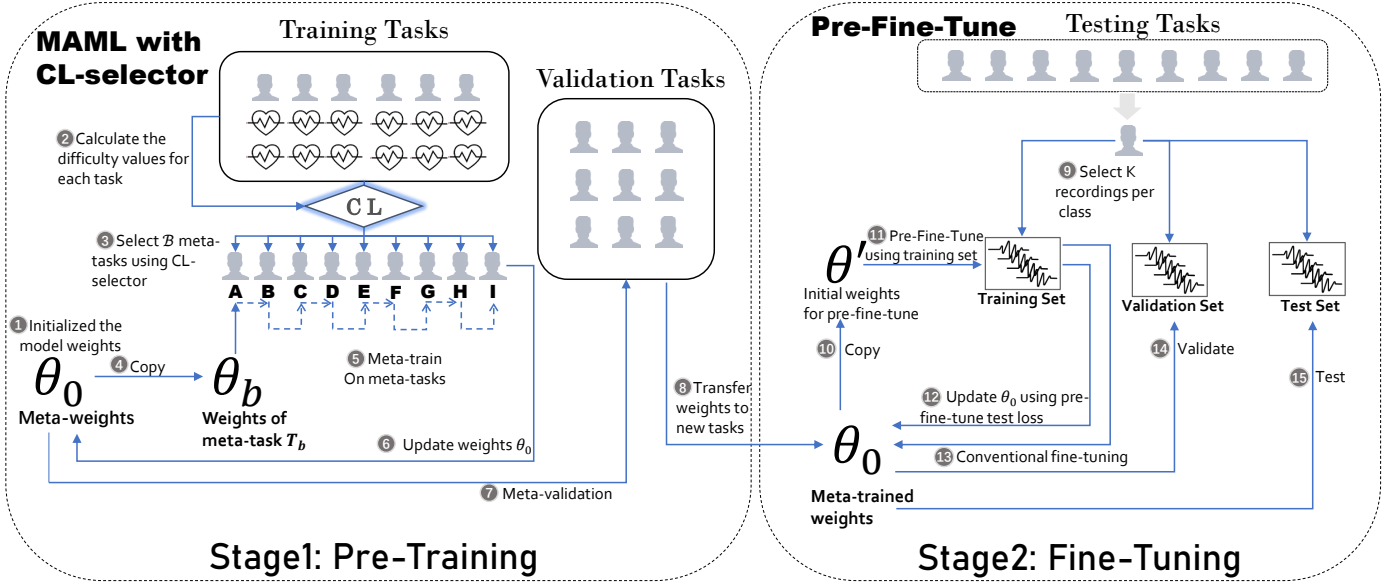 MAML with
CL-selector
Training Tasks
Validation Tasks
2 Calculate the
difficulty values for
each task
CL
3 Select ℬ meta-
tasks using CL-
selector
A B C D E F G H I
1 Initialized the
model weights
θ₀
Meta-weights
4 Copy
θ_b
Weights of
meta-task T_b
5 Meta-train
On meta-tasks
6 Update weights θ₀
7 Meta-validation
8 Transfer
weights to
new tasks
Stage1: Pre-Training
Pre-Fine-Tune
Testing Tasks
9 Select K
recordings per
class
θ′
11 Pre-Fine-Tune
using training set
Initial weights
for pre-fine-tune
Training Set
Validation Set
Test Set
10 Copy
14 Validate
15 Test
12 Update θ₀ using pre-
fine-tune test loss
θ₀
13 Conventional fine-tuning
Meta-trained
weights
Stage2: Fine-Tuning